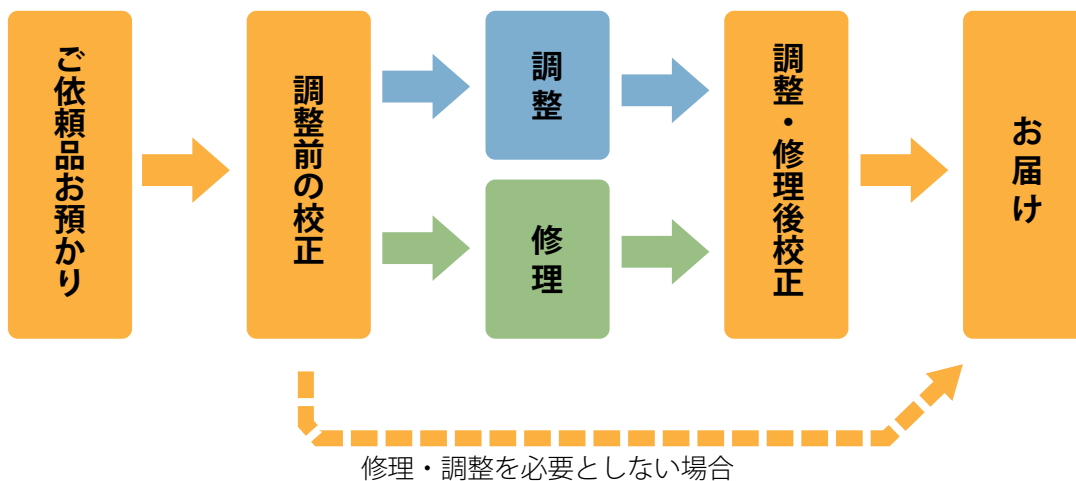 ご依頼品お預かり
調整前の校正
調整
修理
調整・修理後校正
お届け
修理・調整を必要としない場合